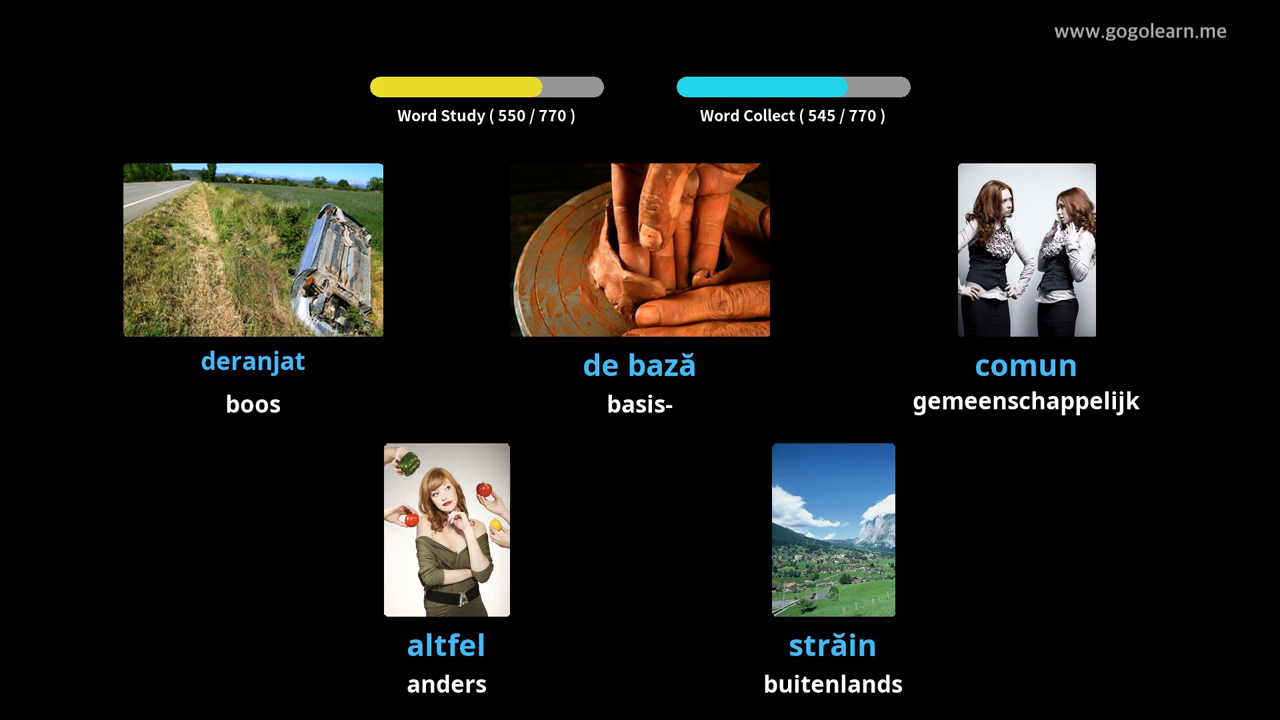 www.gogolearn.me
Word Study ( 550 / 770 )
Word Collect ( 545 / 770 )
deranjat
de bază
comun
boos
basis-
gemeenschappelijk
altfel
străin
anders
buitenlands